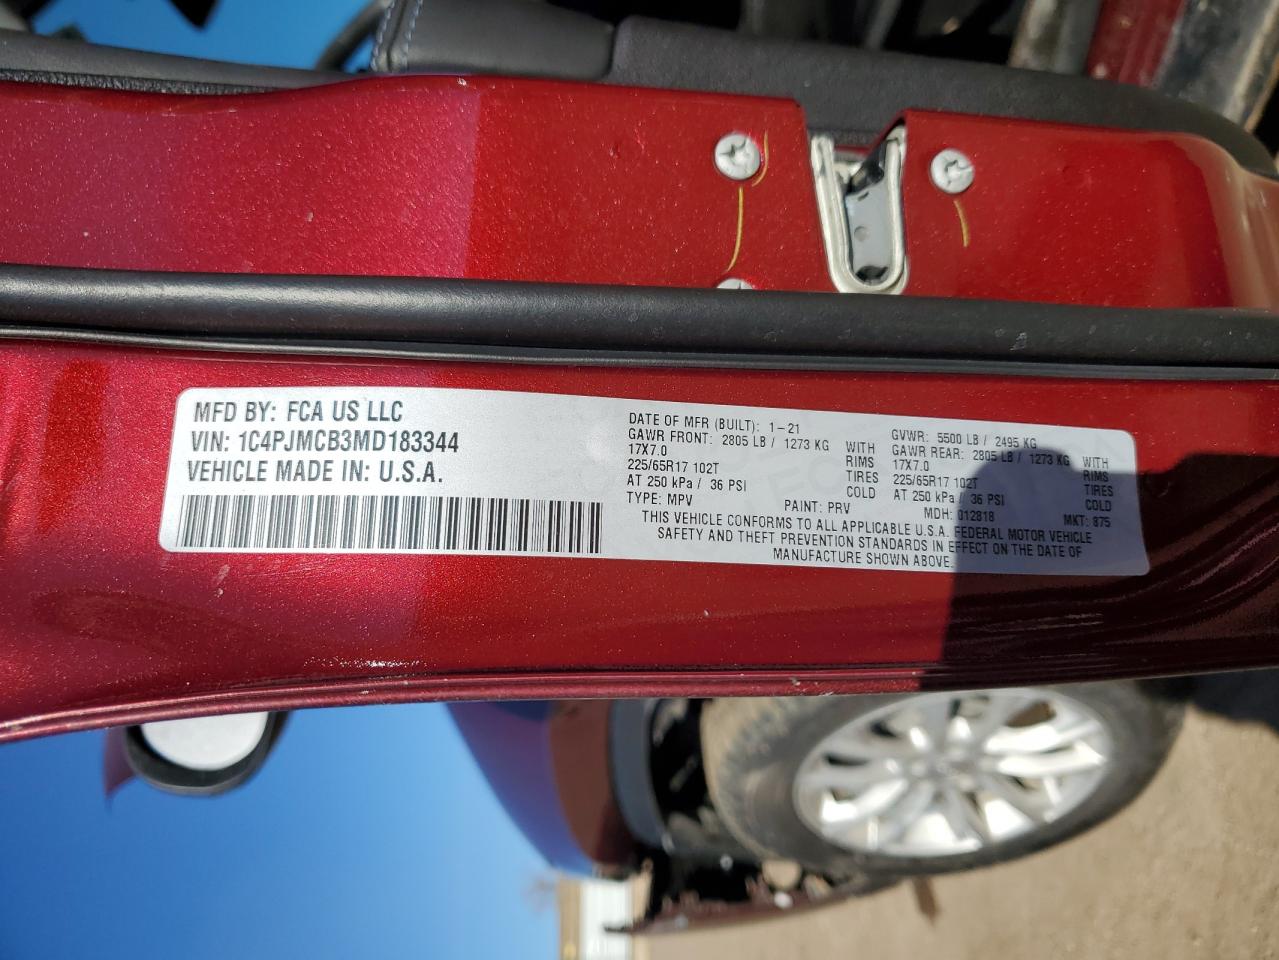 MFD BY: FCA US LLC
VIN: 1C4PJMCB3MD183344
VEHICLE MADE IN: U.S.A.
DATE OF MFR (BUILT): 1-21
GAWR FRONT: 2805 LB / 1273 KG WITH
17X7.0 RIMS
225/65R17 102T TIRES
AT 250 kPa / 36 PSI COLD
GVWR: 5500 LB / 2495 KG
GAWR REAR: 2805 LB / 1273 KG WITH
17X7.0 RIMS
225/65R17 102T TIRES
AT 250 kPa / 36 PSI COLD
TYPE: MPV PAINT: PRV MDH: 012818 MKT: 875
THIS VEHICLE CONFORMS TO ALL APPLICABLE U.S.A. FEDERAL MOTOR VEHICLE
SAFETY AND THEFT PREVENTION STANDARDS IN EFFECT ON THE DATE OF
MANUFACTURE SHOWN ABOVE.